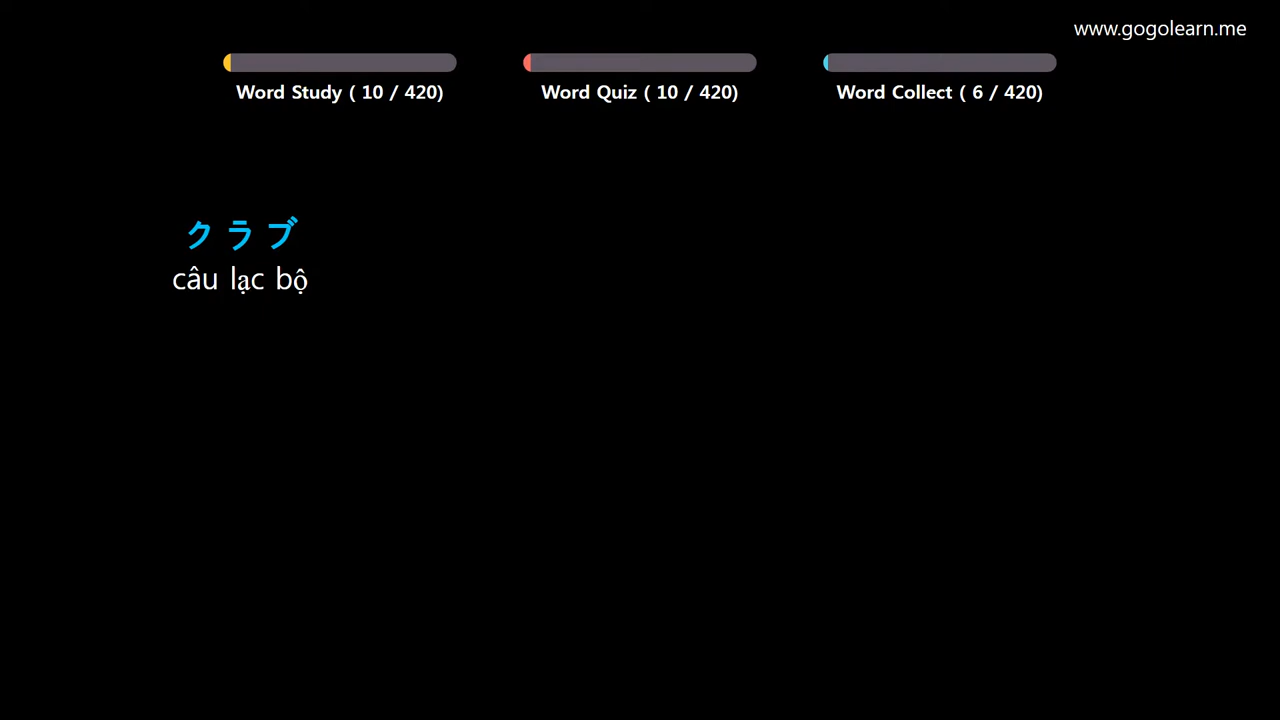 www.gogolearn.me
Word Study ( 10 / 420)
Word Quiz ( 10 / 420)
Word Collect ( 6 / 420)
クラブ
câu lạc bộ